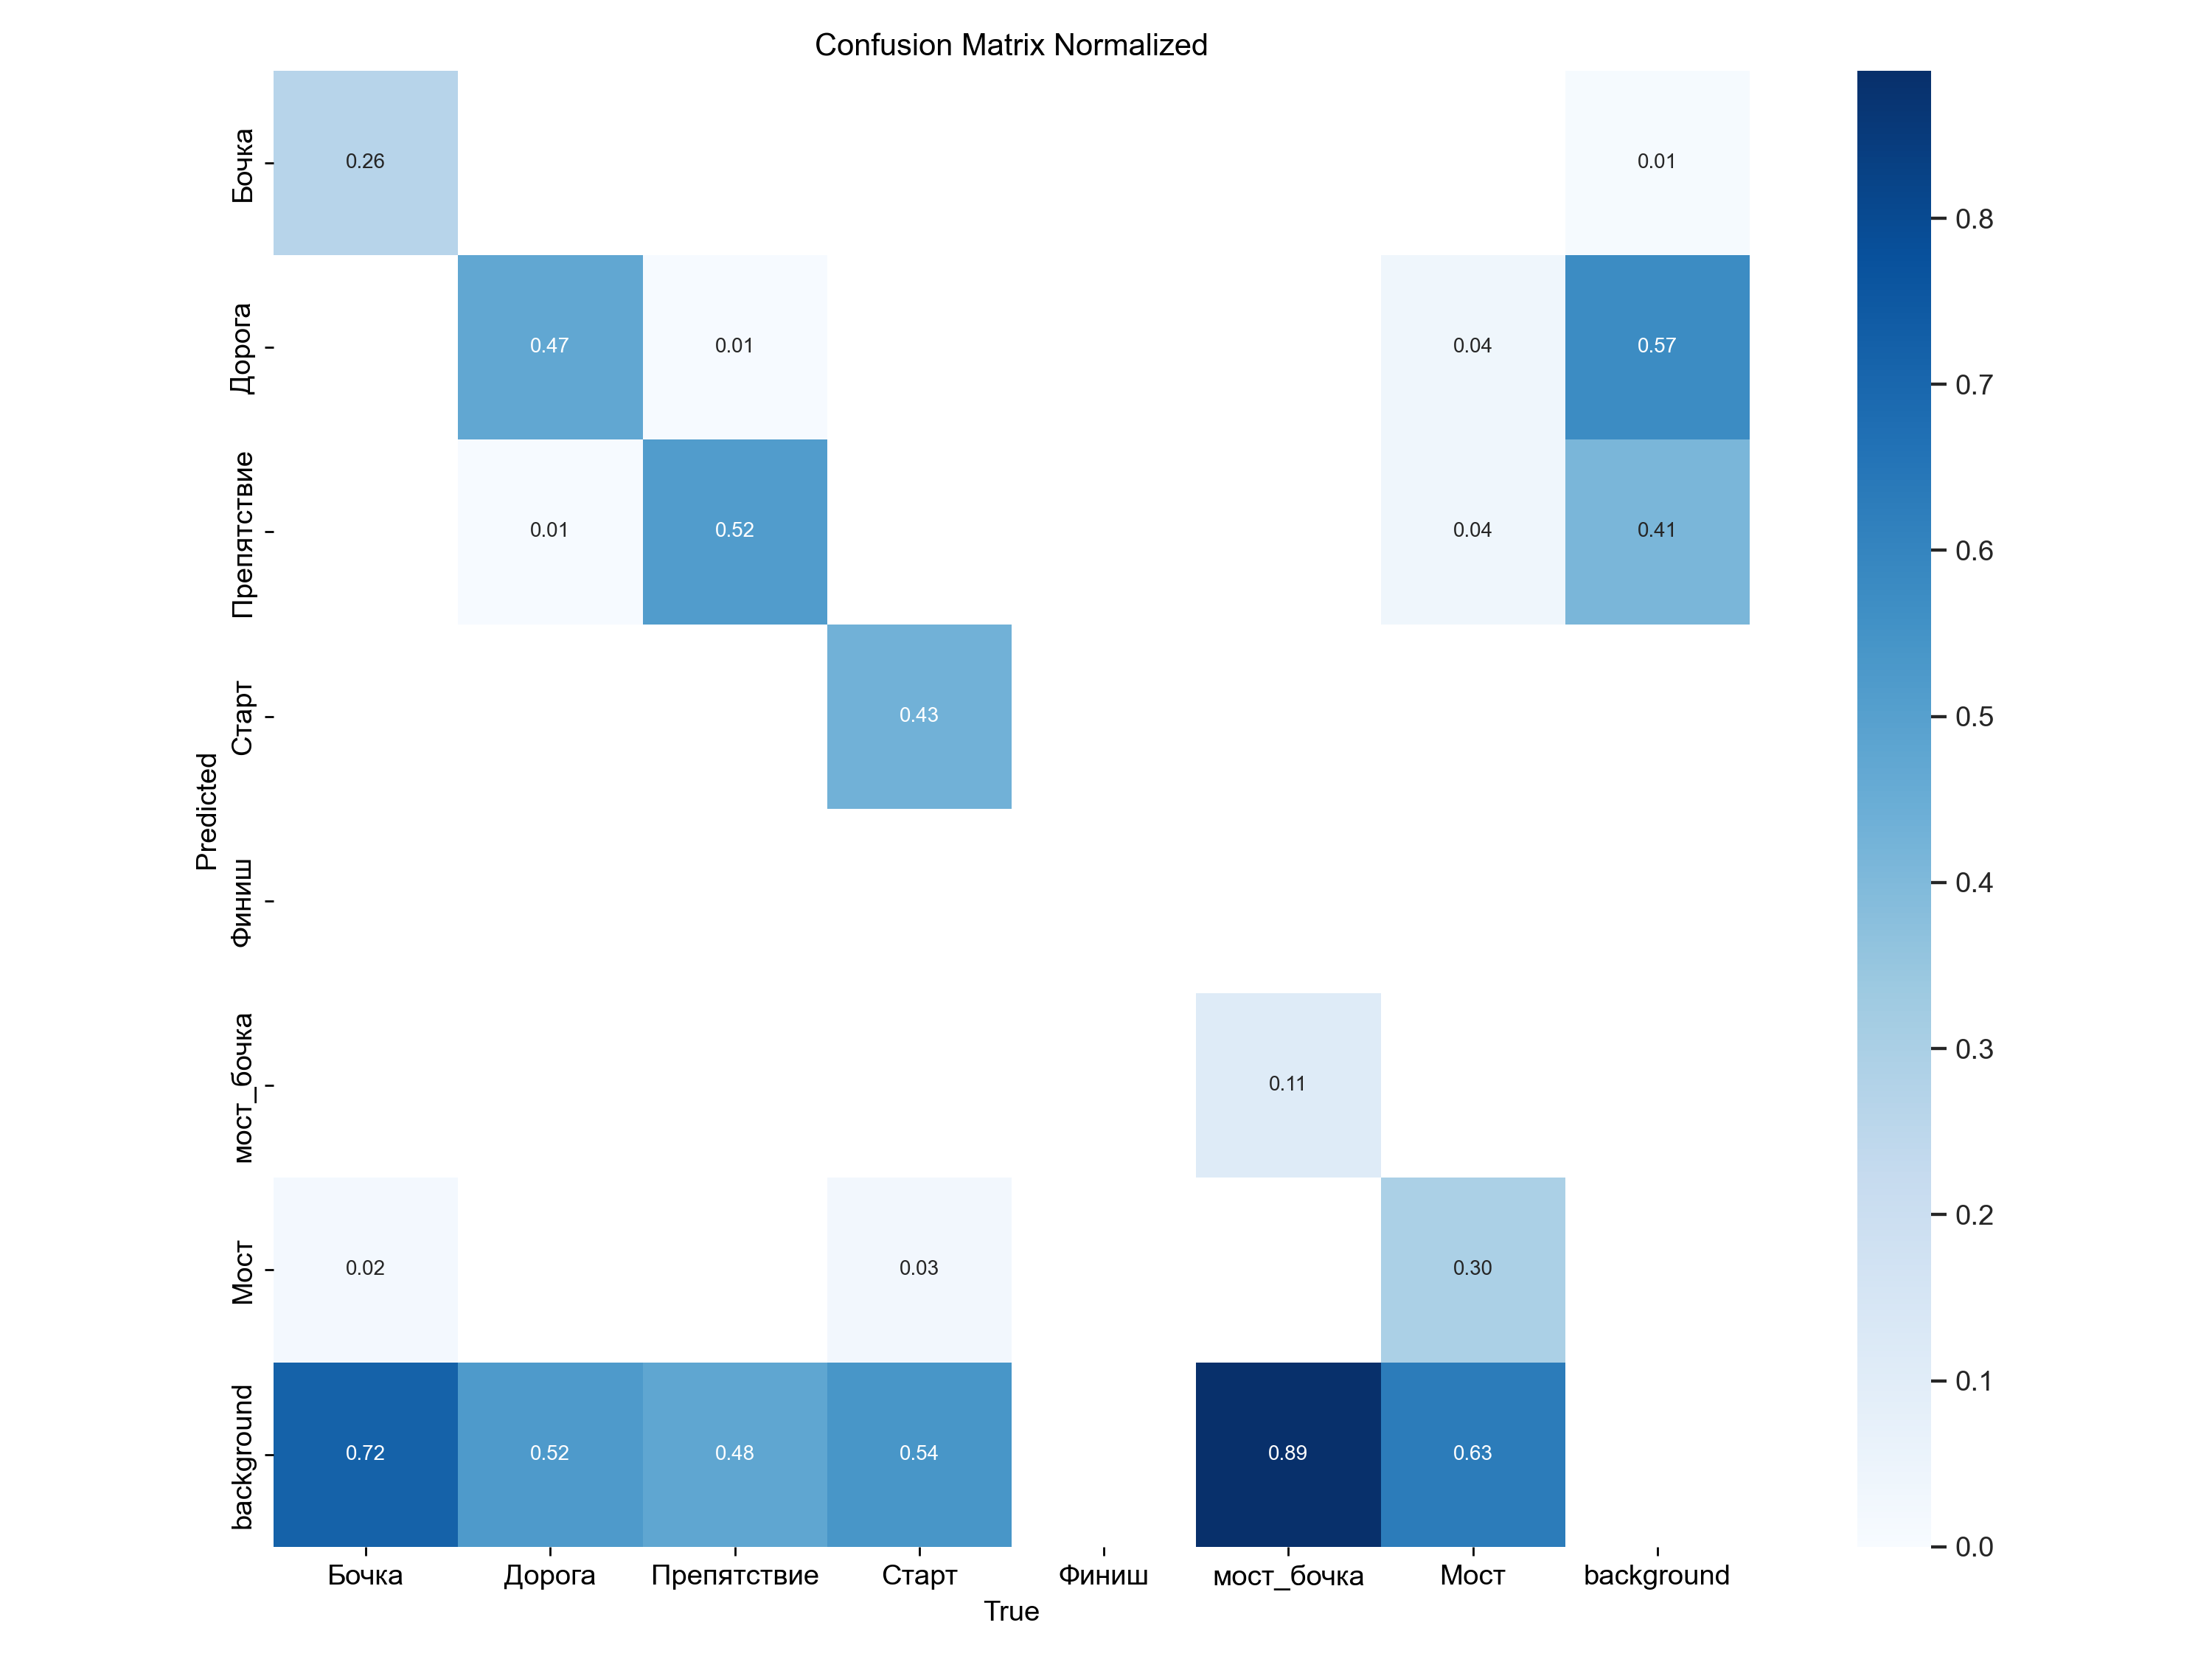 Confusion Matrix Normalized
Бочка
0.26
0.01
Дорога
0.47
0.01
0.04
0.57
Препятствие
0.01
0.52
0.04
0.41
Старт
0.43
Финиш
мост_бочка
0.11
Мост
0.02
0.03
0.30
background
0.72
0.52
0.48
0.54
0.89
0.63
Predicted
Бочка
Дорога
Препятствие
Старт
Финиш
мост_бочка
Мост
background
True
0.8
0.7
0.6
0.5
0.4
0.3
0.2
0.1
0.0